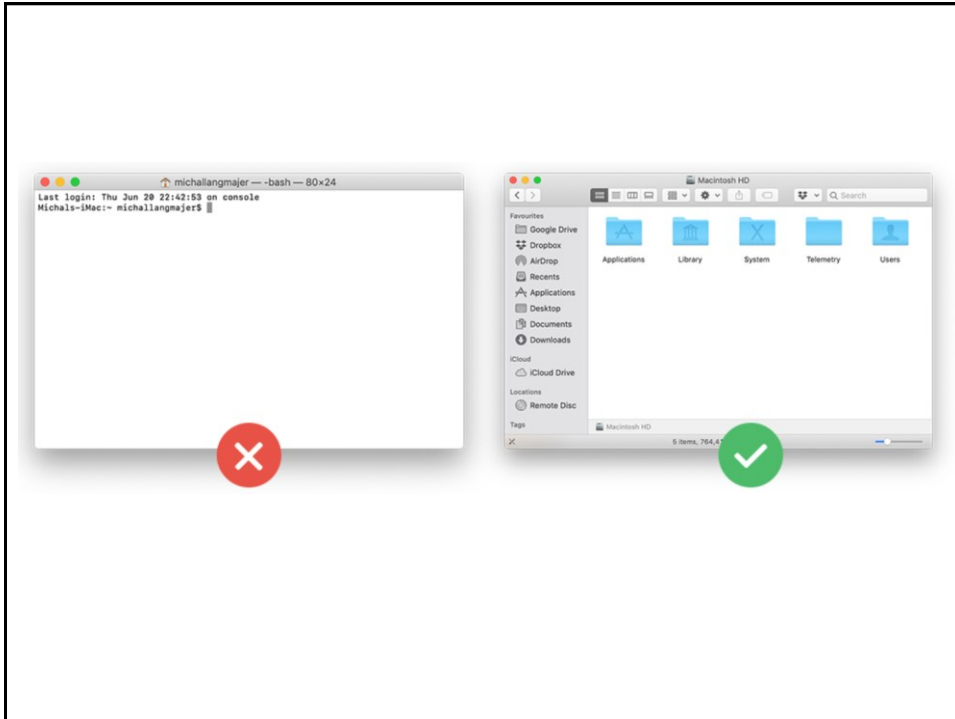 michallangmajer — -bash — 80×24
Last login: Thu Jun 20 22:42:53 on console
Michals-iMac:~ michallangmajer$
Macintosh HD
Search
Favourites
Google Drive
Dropbox
AirDrop
Recents
Applications
Desktop
Documents
Downloads
iCloud
iCloud Drive
Locations
Remote Disc
Tags
Applications
Library
System
Telemetry
Users
Macintosh HD
5 items,